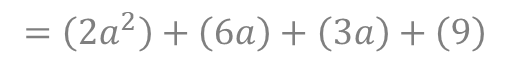 = (2a²) + (6a) + (3a) + (9)